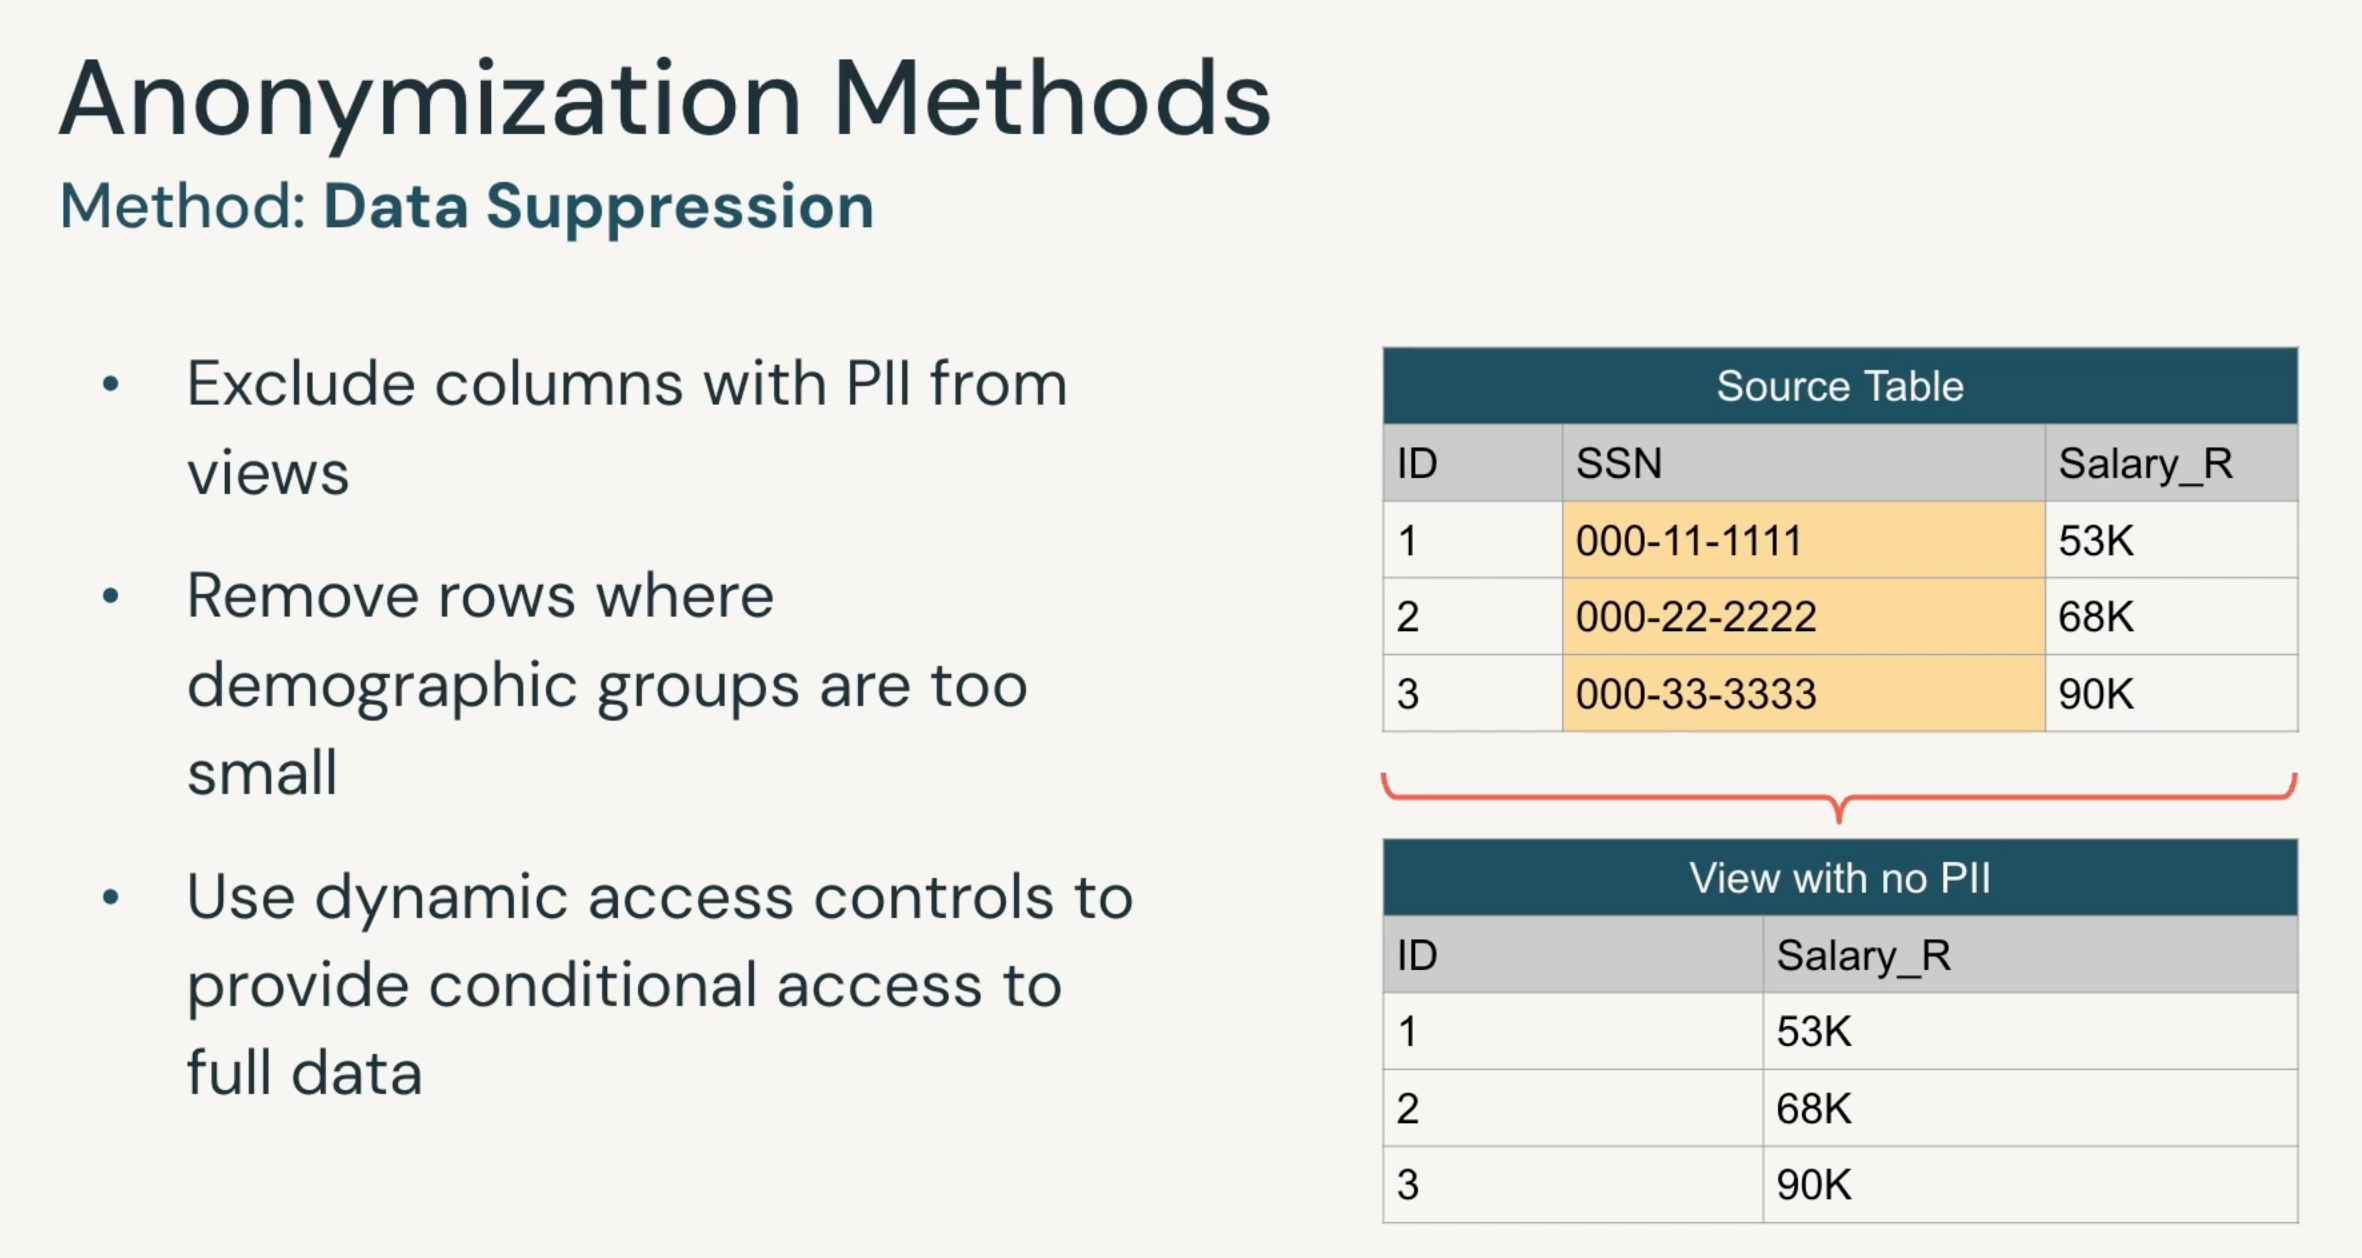 Anonymization Methods
Method: Data Suppression
• Exclude columns with PII from
views
• Remove rows where
demographic groups are too
small
• Use dynamic access controls to
provide conditional access to
full data
Source Table
ID SSN Salary_R
1 000-11-1111 53K
2 000-22-2222 68K
3 000-33-3333 90K
View with no PII
ID Salary_R
1 53K
2 68K
3 90K